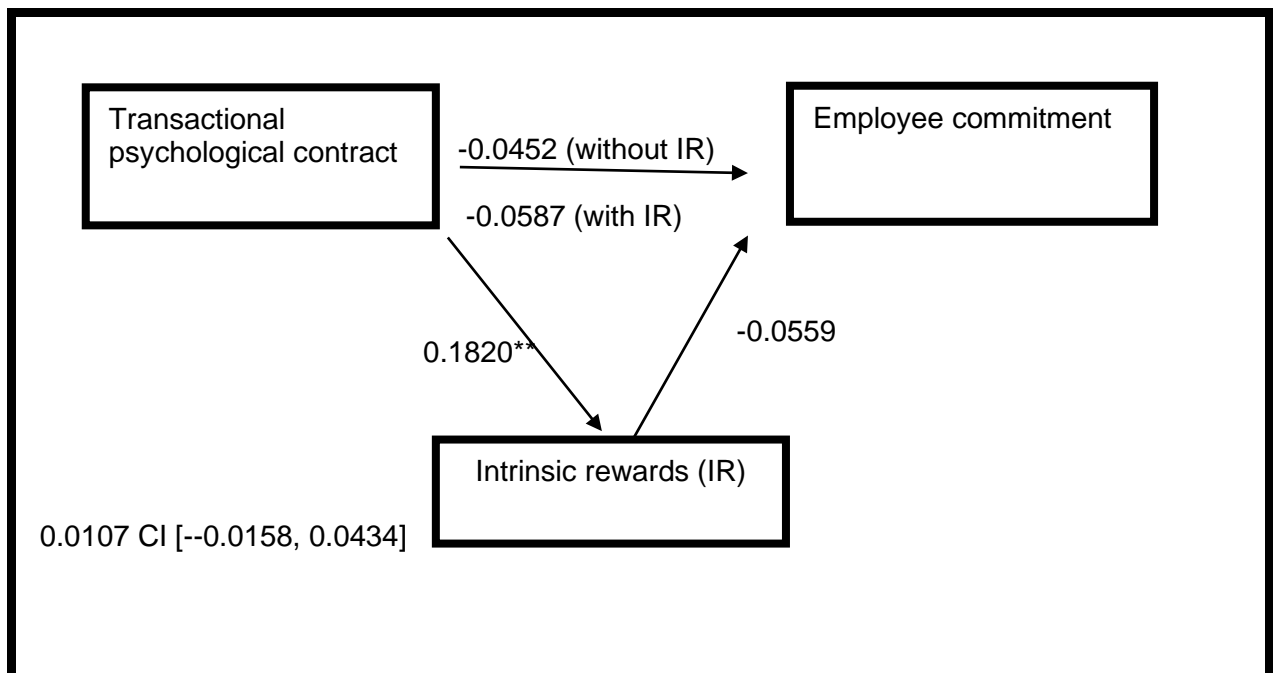 Transactional
psychological contract
-0.0452 (without IR)
-0.0587 (with IR)
Employee commitment
0.1820**
-0.0559
Intrinsic rewards (IR)
0.0107 CI [--0.0158, 0.0434]